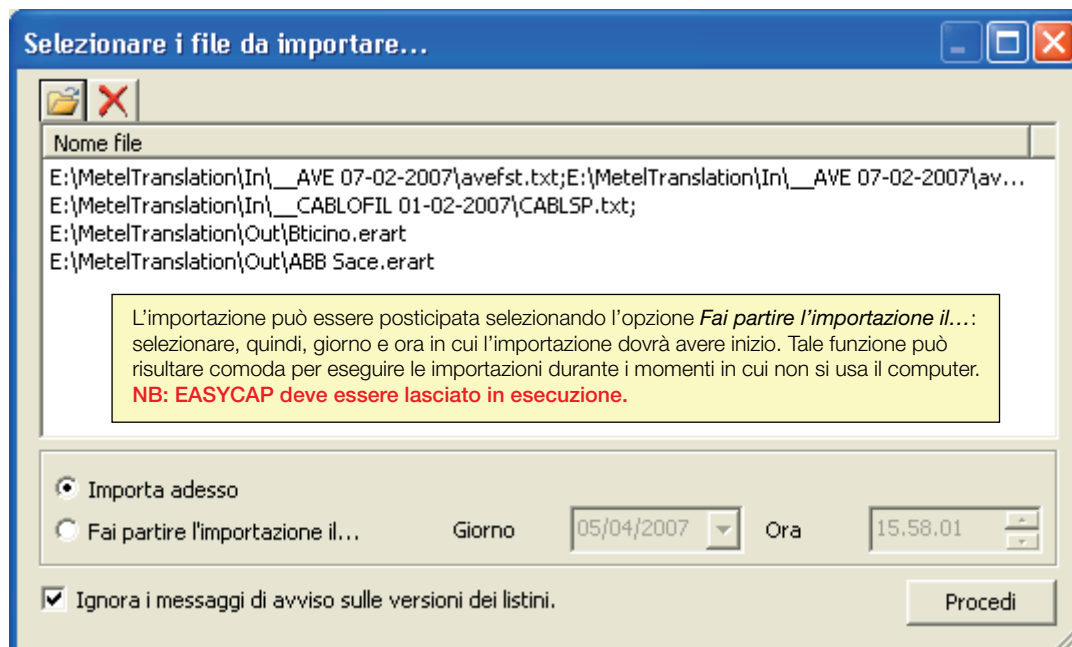 Selezionare i file da importare...
Nome file
E:\MetelTranslation\In\__AVE 07-02-2007\avefst.txt;E:\MetelTranslation\In\__AVE 07-02-2007\av...
E:\MetelTranslation\In\__CABLOFIL 01-02-2007\CABLSP.txt;
E:\MetelTranslation\Out\Bticino.erart
E:\MetelTranslation\Out\ABB Sace.erart
L’importazione può essere posticipata selezionando l’opzione Fai partire l’importazione il…:
selezionare, quindi, giorno e ora in cui l’importazione dovrà avere inizio. Tale funzione può
risultare comoda per eseguire le importazioni durante i momenti in cui non si usa il computer.
NB: EASYCAP deve essere lasciato in esecuzione.
Importa adesso
Fai partire l'importazione il... Giorno 05/04/2007 Ora 15.58.01
Ignora i messaggi di avviso sulle versioni dei listini. Procedi